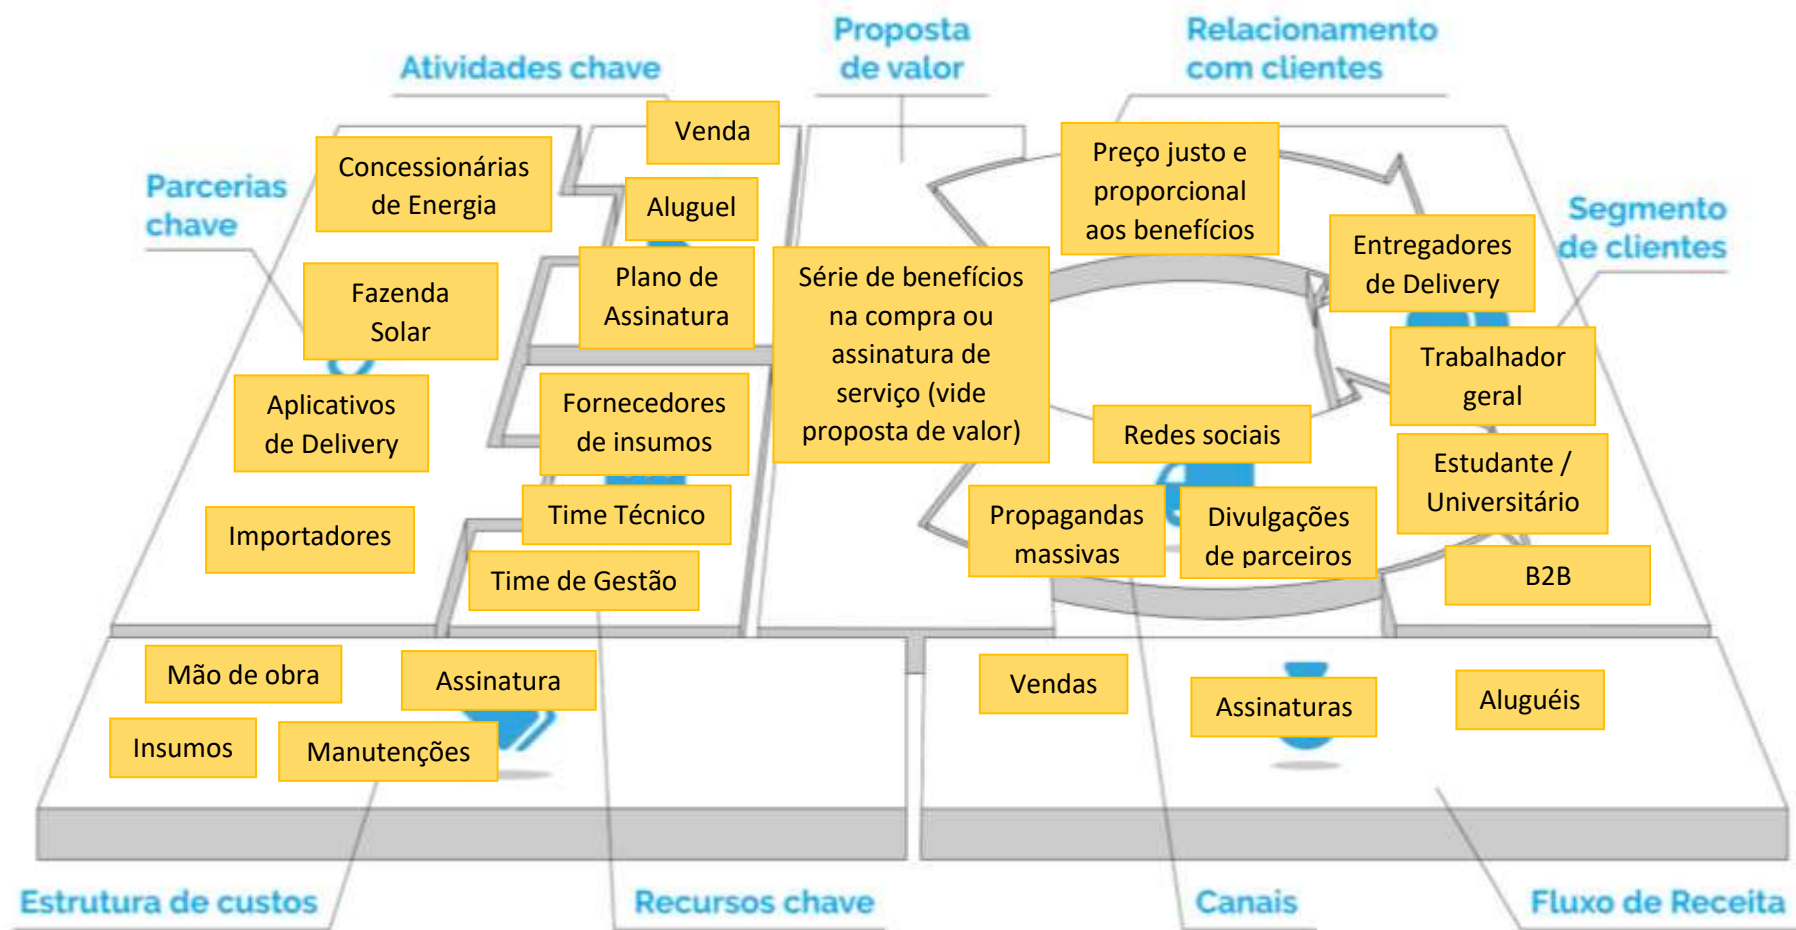 Proposta
de valor
Relacionamento
com clientes
Atividades chave
Parcerias
chave
Segmento
de clientes
Concessionárias
de Energia
Fazenda
Solar
Aplicativos
de Delivery
Importadores
Venda
Aluguel
Plano de
Assinatura
Fornecedores
de insumos
Time Técnico
Time de Gestão
Série de benefícios
na compra ou
assinatura de
serviço (vide
proposta de valor)
Preço justo e
proporcional
aos benefícios
Redes sociais
Propagandas
massivas
Divulgações
de parceiros
Entregadores
de Delivery
Trabalhador
geral
Estudante /
Universitário
B2B
Mão de obra
Assinatura
Insumos
Manutenções
Vendas
Assinaturas
Aluguéis
Estrutura de custos
Recursos chave
Canais
Fluxo de Receita